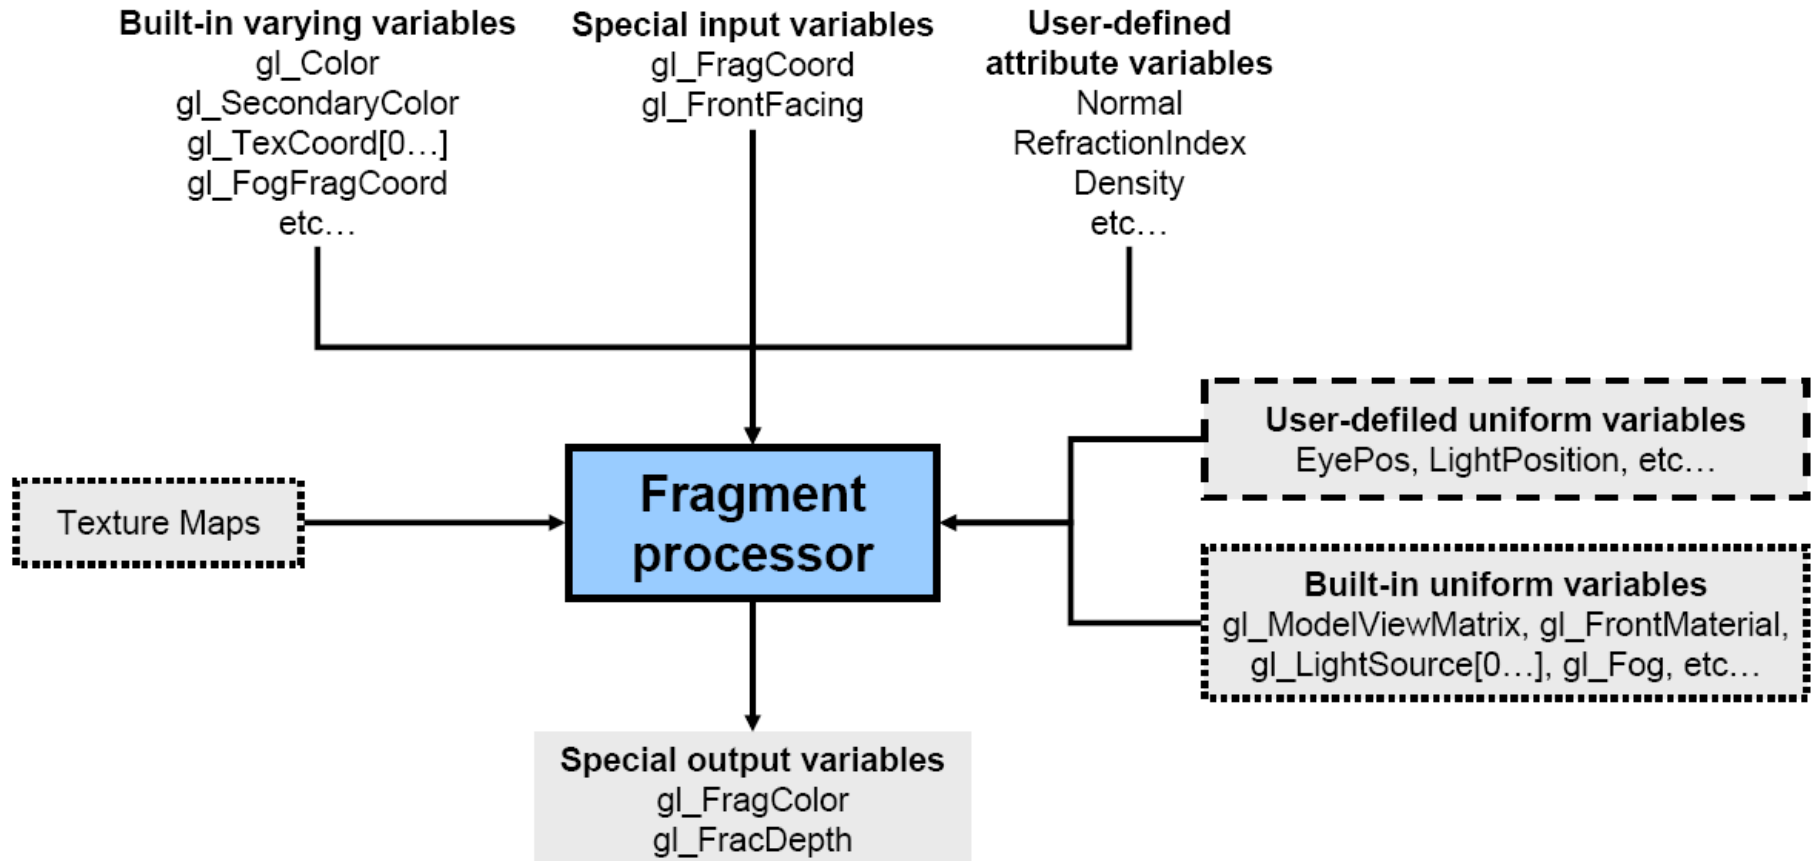 Built-in varying variables
gl_Color
gl_SecondaryColor
gl_TexCoord[0…]
gl_FogFragCoord
etc…
Special input variables
gl_FragCoord
gl_FrontFacing
User-defined
attribute variables
Normal
RefractionIndex
Density
etc…
Texture Maps
Fragment
processor
User-defiled uniform variables
EyePos, LightPosition, etc…
Built-in uniform variables
gl_ModelViewMatrix, gl_FrontMaterial,
gl_LightSource[0…], gl_Fog, etc…
Special output variables
gl_FragColor
gl_FracDepth